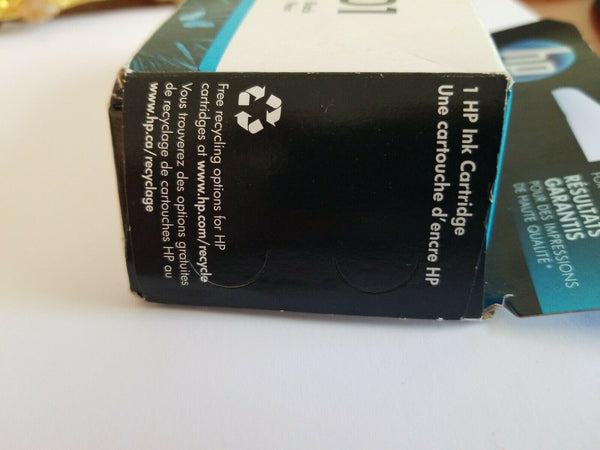 1 HP Ink Cartridge
Une cartouche d'encre HP
Free recycling options for HP
cartridges at www.hp.com/recycle
Vous trouverez des options gratuites
de recyclage de cartouches HP au
www.hp.ca/recyclage
hp
RÉSULTATS
GARANTIS
POUR DES IMPRESSIONS
DE HAUTE QUALITÉ*